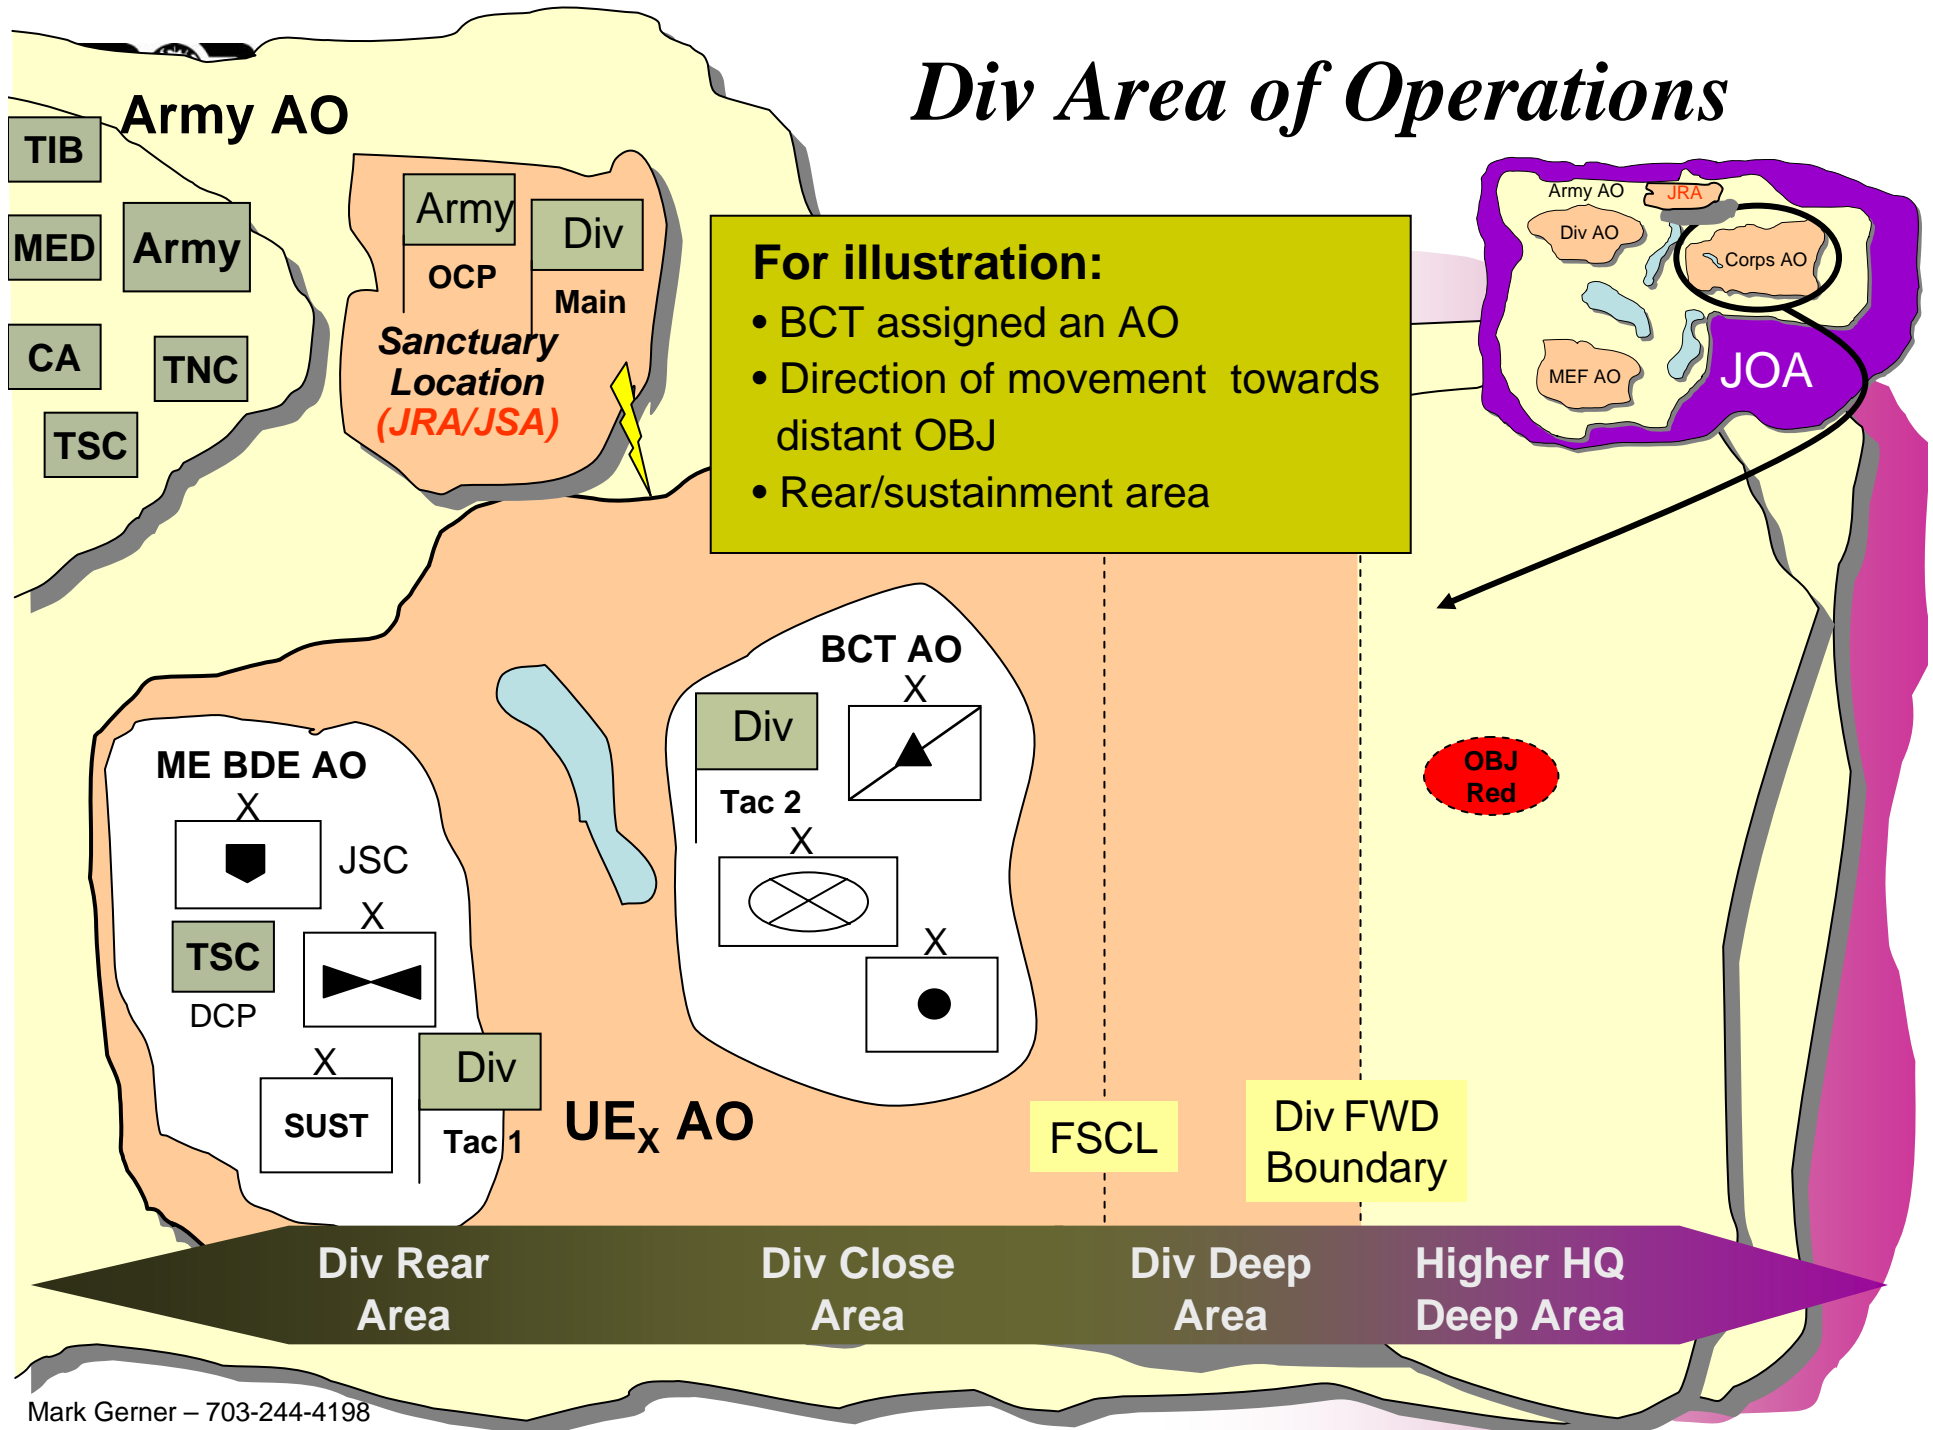 Div Area of Operations
Army AO
TIB
MED
Army
CA
TNC
TSC
Army
OCP
Div
Main
Sanctuary
Location
(JRA/JSA)
For illustration:
• BCT assigned an AO
• Direction of movement towards
distant OBJ
• Rear/sustainment area
Army AO
JRA
Div AO
Corps AO
MEF AO
JOA
BCT AO
X
Div
Tac 2
X
X
ME BDE AO
X
JSC
X
TSC
DCP
X
SUST
Div
Tac 1
UEX AO
OBJ
Red
FSCL
Div FWD
Boundary
Div Rear
Area
Div Close
Area
Div Deep
Area
Higher HQ
Deep Area
Mark Gerner – 703-244-4198